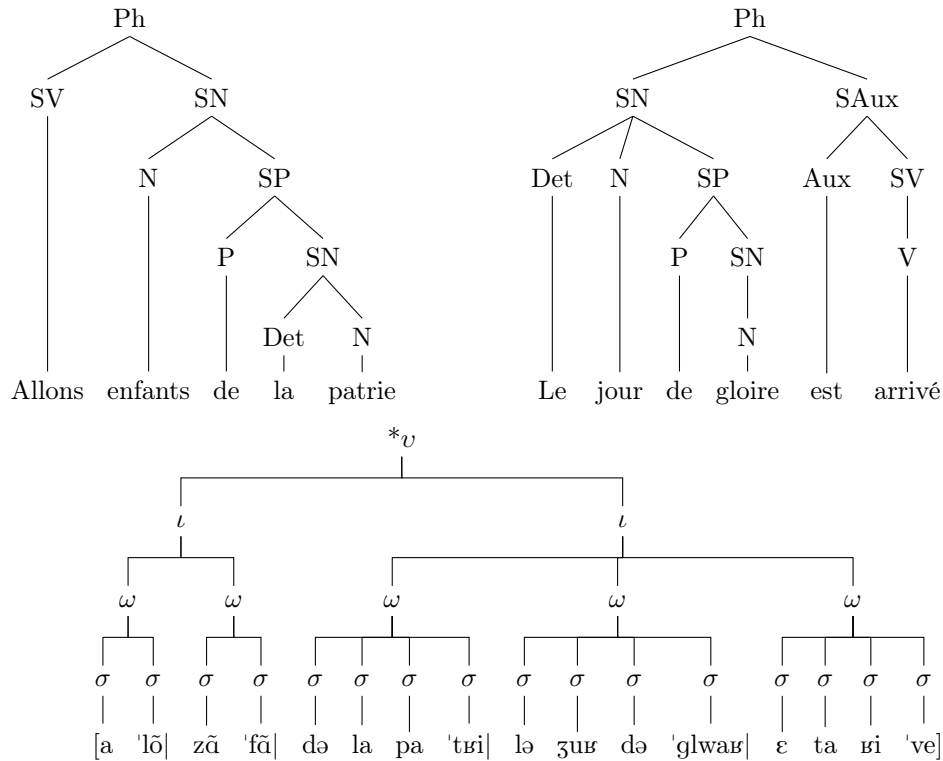 Ph Ph
SV SN SN SAux
N SP Det N SP Aux SV
P SN P SN V
Det N N
Allons enfants de la patrie Le jour de gloire est arrivé
*υ
ι ι
ω ω ω ω ω
σ σ σ σ σ σ σ σ σ σ σ σ σ σ σ σ
[a ˈlõ| zɑ̃ ˈfɑ̃| də la pa ˈtʁi| lə ʒuʁ də ˈɡlwaʁ| ɛ ta ʁi ˈve]